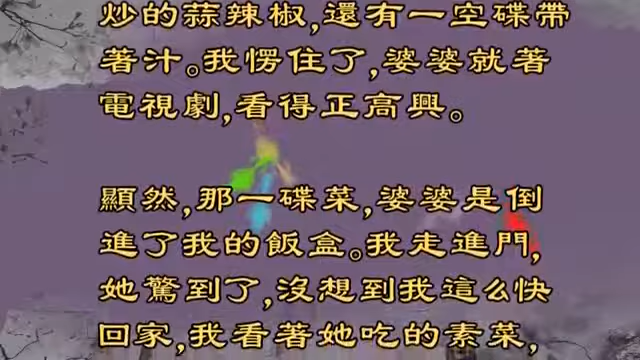 炒的蒜辣椒,還有一空碟帶
著汁。我愣住了,婆婆就著
電視劇,看得正高興。
顯然,那一碟菜,婆婆是倒
進了我的飯盒。我走進門,
她驚到了,沒想到我這么快
回家,我看著她吃的素菜,